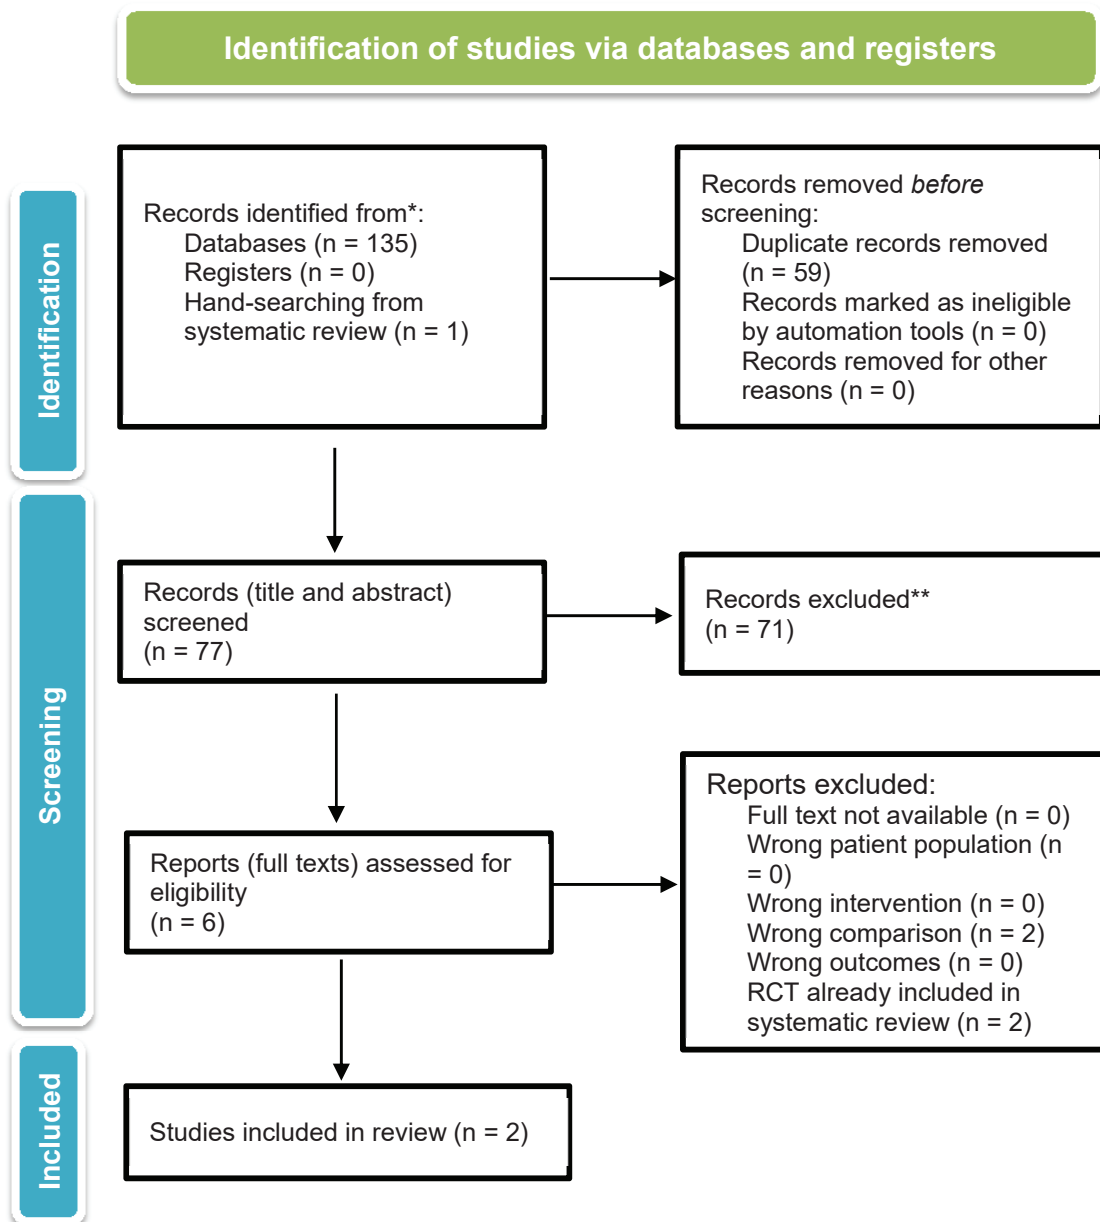 Identification of studies via databases and registers
Identification
Records identified from*:
Databases (n = 135)
Registers (n = 0)
Hand-searching from
systematic review (n = 1)
Records removed before
screening:
Duplicate records removed
(n = 59)
Records marked as ineligible
by automation tools (n = 0)
Records removed for other
reasons (n = 0)
Screening
Records (title and abstract)
screened
(n = 77)
Records excluded**
(n = 71)
Reports (full texts) assessed for
eligibility
(n = 6)
Reports excluded:
Full text not available (n = 0)
Wrong patient population (n
= 0)
Wrong intervention (n = 0)
Wrong comparison (n = 2)
Wrong outcomes (n = 0)
RCT already included in
systematic review (n = 2)
Included
Studies included in review (n = 2)